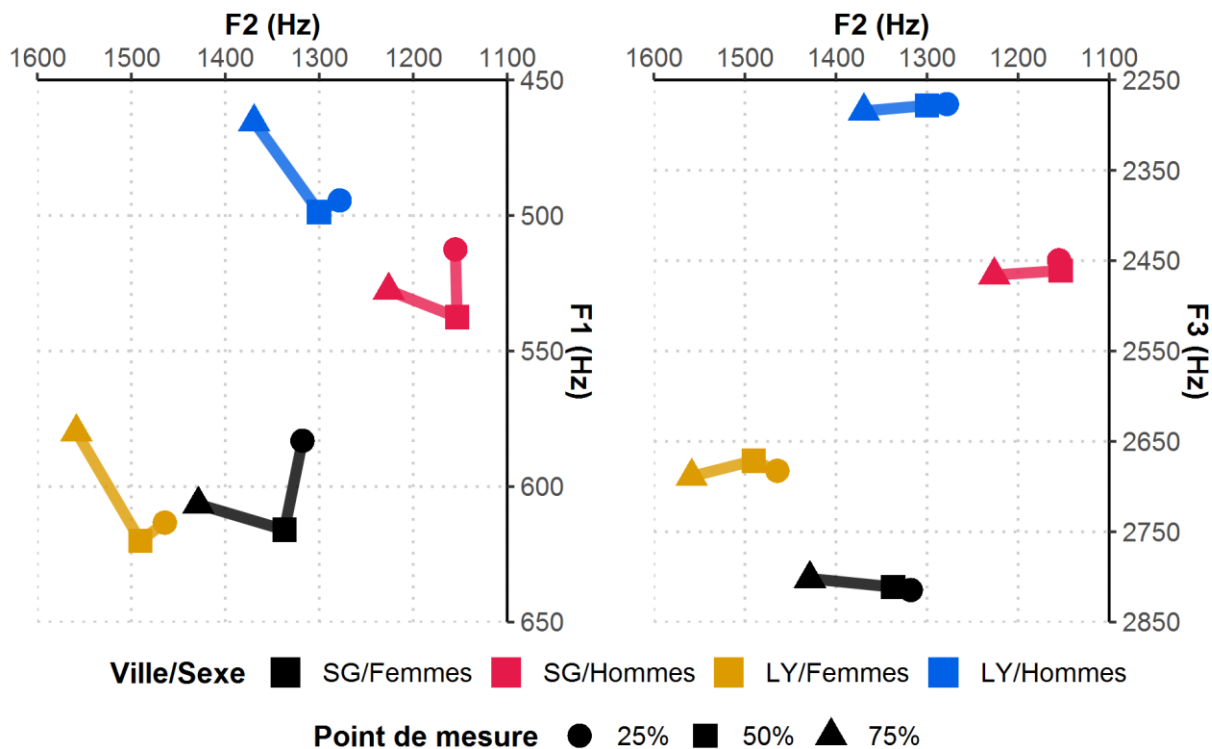 F2 (Hz)
1600 1500 1400 1300 1200 1100
450
500
550
600
650
F1 (Hz)
F2 (Hz)
1600 1500 1400 1300 1200 1100
2250
2350
2450
2550
2650
2750
2850
F3 (Hz)
Ville/Sexe SG/Femmes SG/Hommes LY/Femmes LY/Hommes
Point de mesure 25% 50% 75%